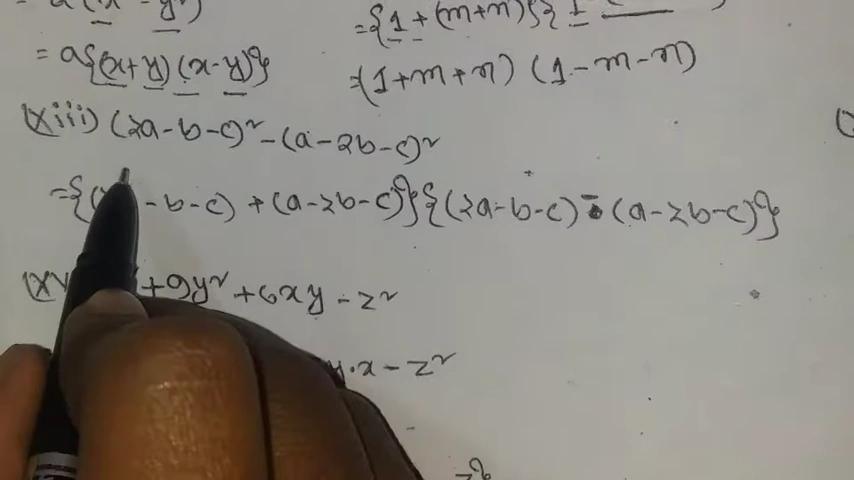 = a{(x+y)(x-y)}
={1+(m+n)}{1
=(1+m+n) (1-m-n)
(xiii) (2a-b-c)² -(a-2b-c)²
={( -b-c) +(a-2b-c)}{(2a-b-c) - (a-2b-c)}
+9y² +6xy - z²
y·x - z²